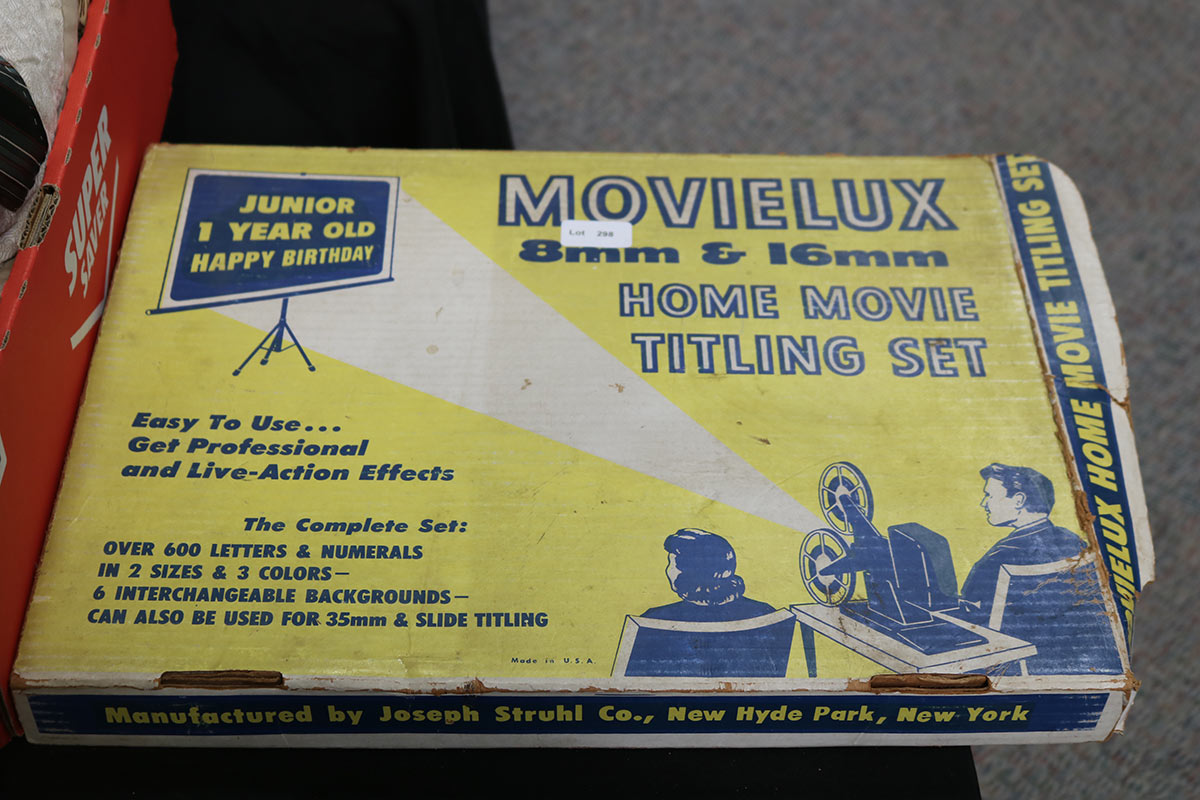 SUPER
SAVER
JUNIOR
1 YEAR OLD
HAPPY BIRTHDAY
MOVIELUX
Lot 298
8mm & 16mm
HOME MOVIE
TITLING SET
Easy To Use...
Get Professional
and Live-Action Effects
The Complete Set:
OVER 600 LETTERS & NUMERALS
IN 2 SIZES & 3 COLORS—
6 INTERCHANGEABLE BACKGROUNDS—
CAN ALSO BE USED FOR 35mm & SLIDE TITLING
Made in U.S.A.
Manufactured by Joseph Struhl Co., New Hyde Park, New York
OVIELUX HOME MOVIE TITLING SET